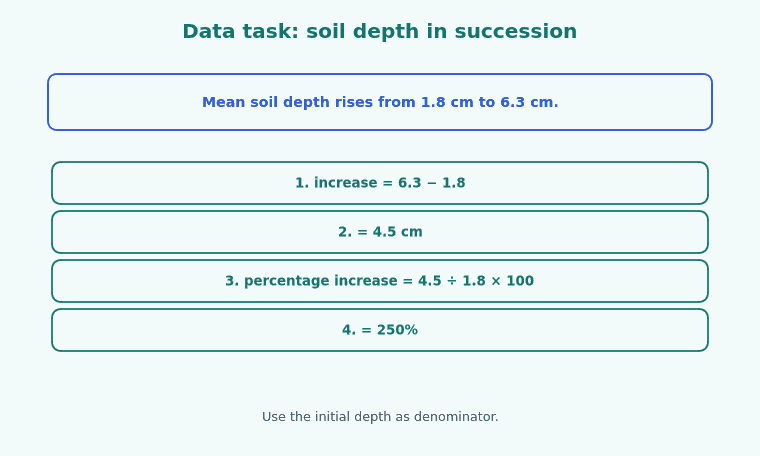 Data task: soil depth in succession
Mean soil depth rises from 1.8 cm to 6.3 cm.
1. increase = 6.3 − 1.8
2. = 4.5 cm
3. percentage increase = 4.5 ÷ 1.8 × 100
4. = 250%
Use the initial depth as denominator.